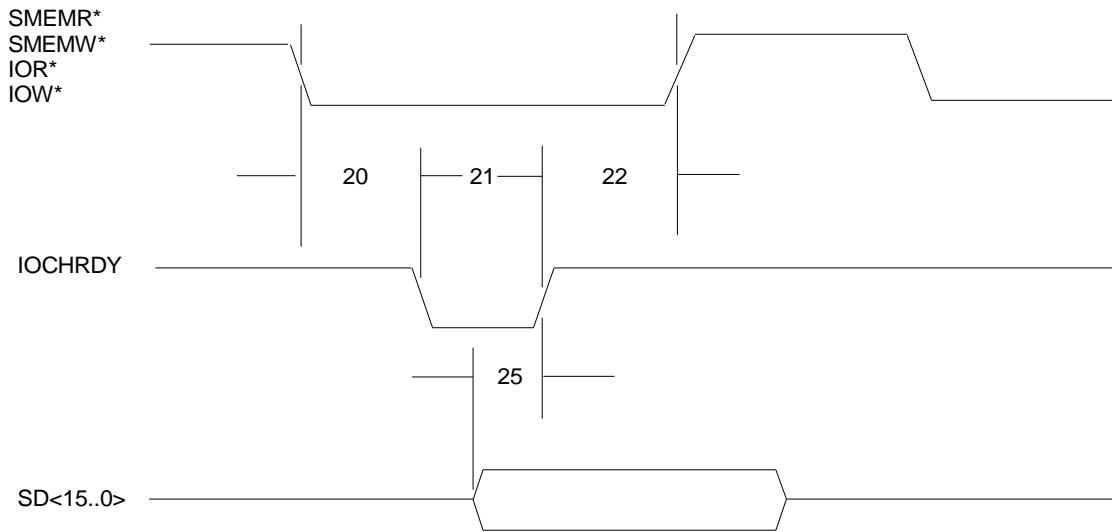 SMEMR*
SMEMW*
IOR*
IOW*
20
21
22
IOCHRDY
25
SD<15..0>